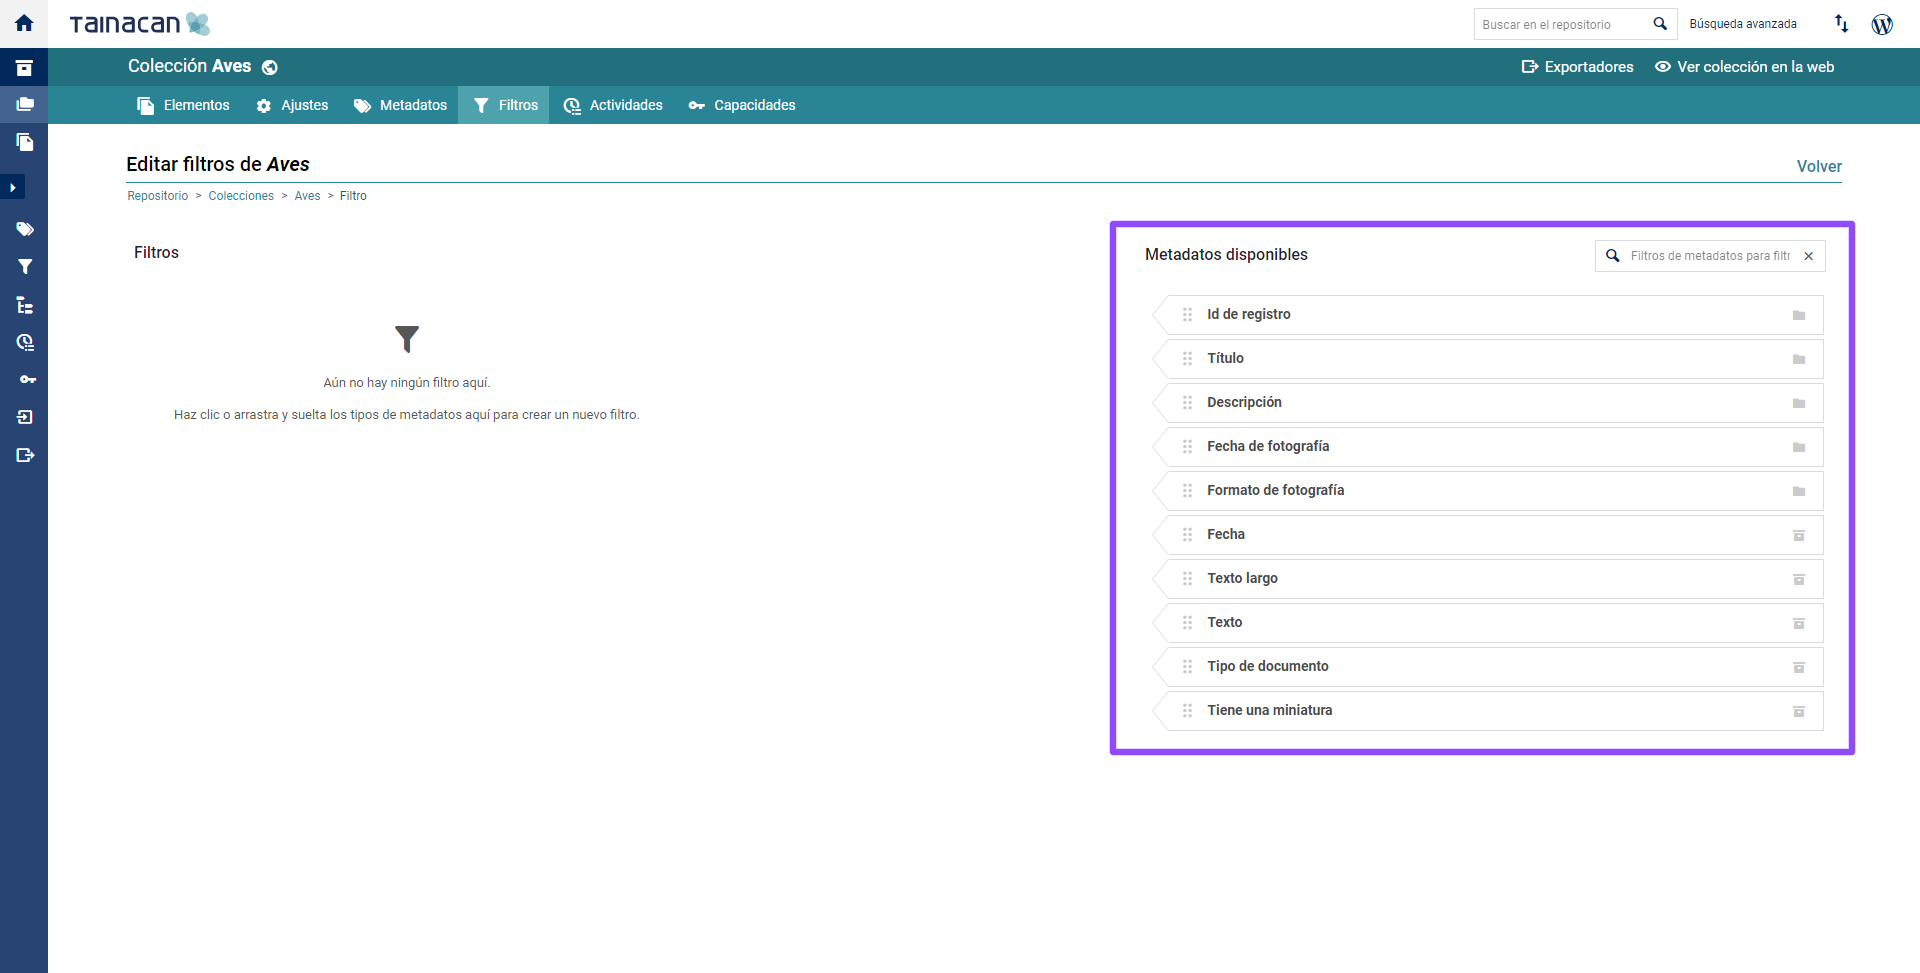 TAINACAN
Buscar en el repositorio
Búsqueda avanzada
Colección Aves
Exportadores
Ver colección en la web
Elementos
Ajustes
Metadatos
Filtros
Actividades
Capacidades
Editar filtros de Aves
Volver
Repositorio > Colecciones > Aves > Filtro
Filtros
Aún no hay ningún filtro aquí.
Haz clic o arrastra y suelta los tipos de metadatos aquí para crear un nuevo filtro.
Metadatos disponibles
Filtros de metadatos para filtr
Id de registro
Título
Descripción
Fecha de fotografía
Formato de fotografía
Fecha
Texto largo
Texto
Tipo de documento
Tiene una miniatura